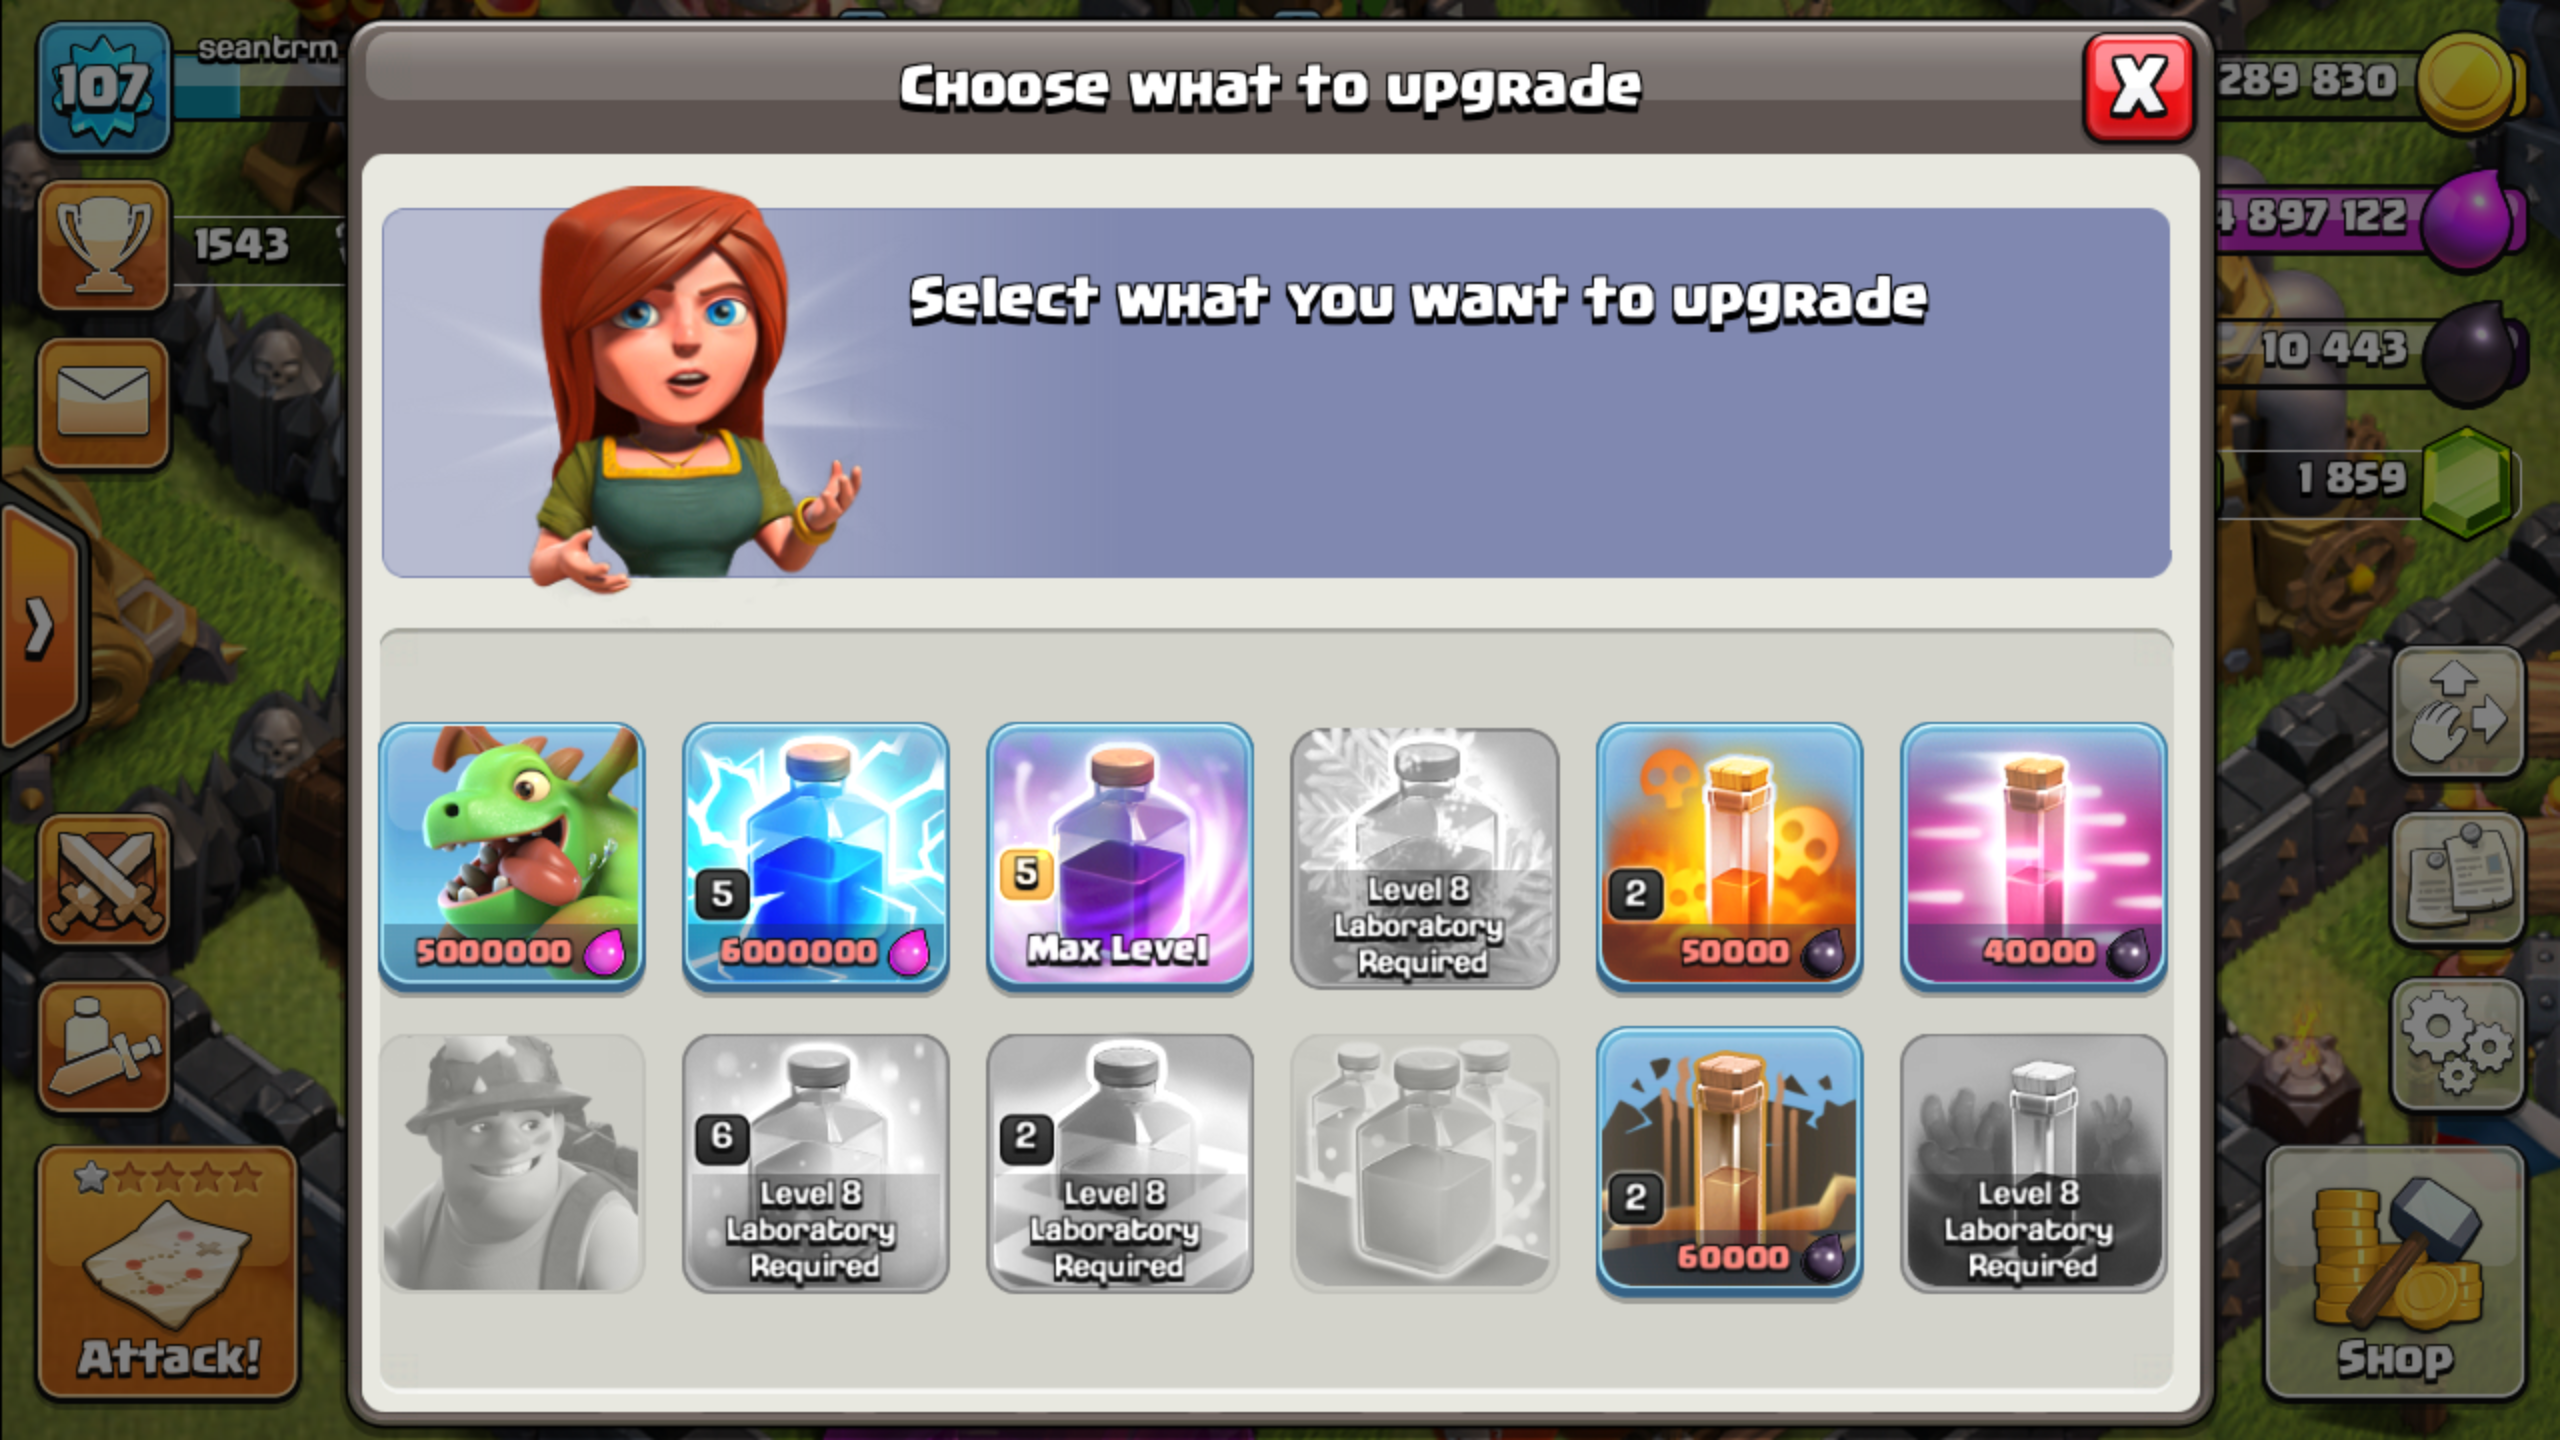 107
seantrm
Choose what to upgrade
X
289 830
1543
897 122
10 443
1 859
Select what you want to upgrade
5000000
5
6000000
5
Max Level
Level 8
Laboratory
Required
2
50000
40000
6
Level 8
Laboratory
Required
2
Level 8
Laboratory
Required
2
60000
Level 8
Laboratory
Required
Attack!
Shop